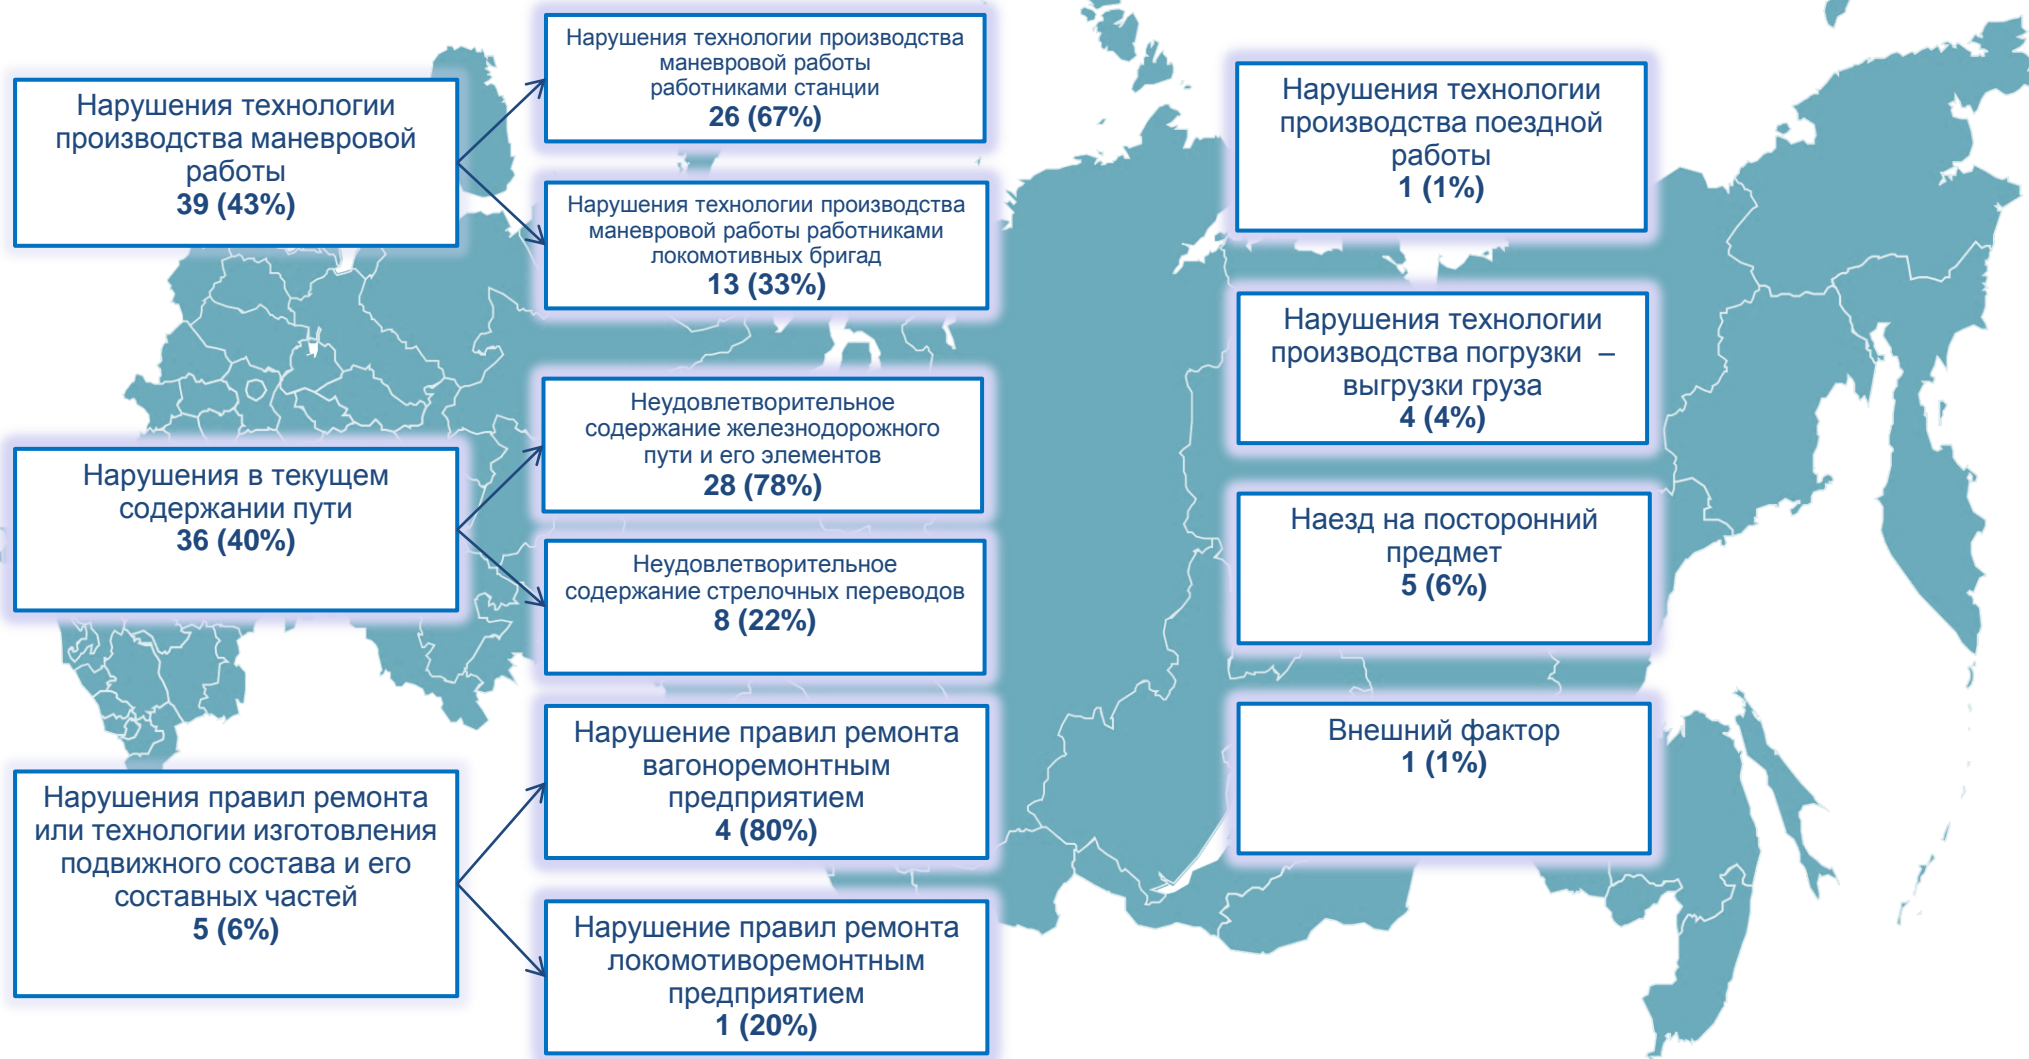 Нарушения технологии
производства маневровой
работы
39 (43%)
Нарушения технологии производства
маневровой работы
работниками станции
26 (67%)
Нарушения технологии производства
маневровой работы работниками
локомотивных бригад
13 (33%)
Нарушения в текущем
содержании пути
36 (40%)
Неудовлетворительное
содержание железнодорожного
пути и его элементов
28 (78%)
Неудовлетворительное
содержание стрелочных переводов
8 (22%)
Нарушения правил ремонта
или технологии изготовления
подвижного состава и его
составных частей
5 (6%)
Нарушение правил ремонта
вагоноремонтным
предприятием
4 (80%)
Нарушение правил ремонта
локомотиворемонтным
предприятием
1 (20%)
Нарушения технологии
производства поездной
работы
1 (1%)
Нарушения технологии
производства погрузки –
выгрузки груза
4 (4%)
Наезд на посторонний
предмет
5 (6%)
Внешний фактор
1 (1%)